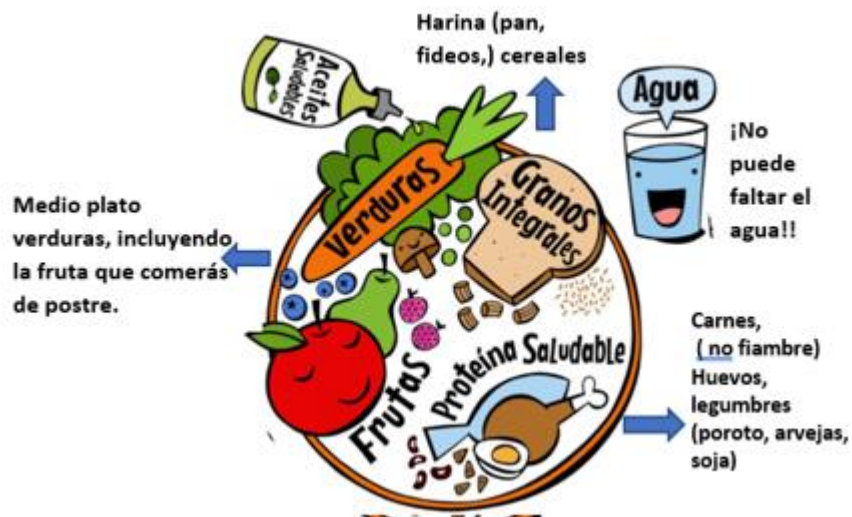 Harina (pan,
fideos,) cereales
Aceites
Saludables
Agua
¡No
puede
faltar el
agua!!
Verduras
Granos
Integrales
Medio plato
verduras, incluyendo
la fruta que comerás
de postre.
Frutas
Proteína Saludable
Carnes,
( no fiambre)
Huevos,
legumbres
(poroto, arvejas,
soja)